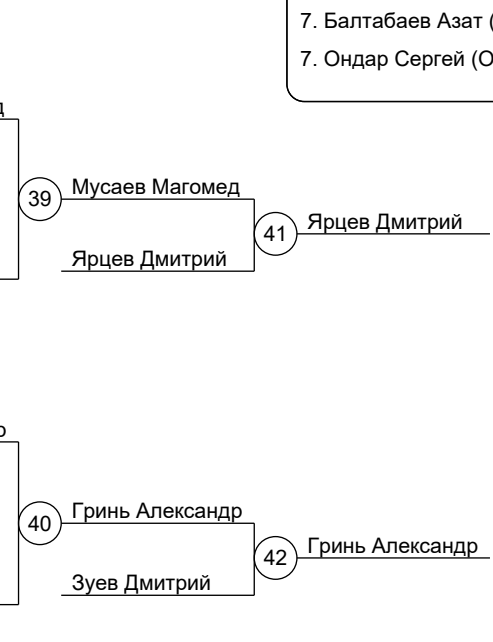 7. Балтабаев Азат (
7. Ондар Сергей (О
д
39
Мусаев Магомед
41
Ярцев Дмитрий
Ярцев Дмитрий
р
40
Гринь Александр
42
Гринь Александр
Зуев Дмитрий